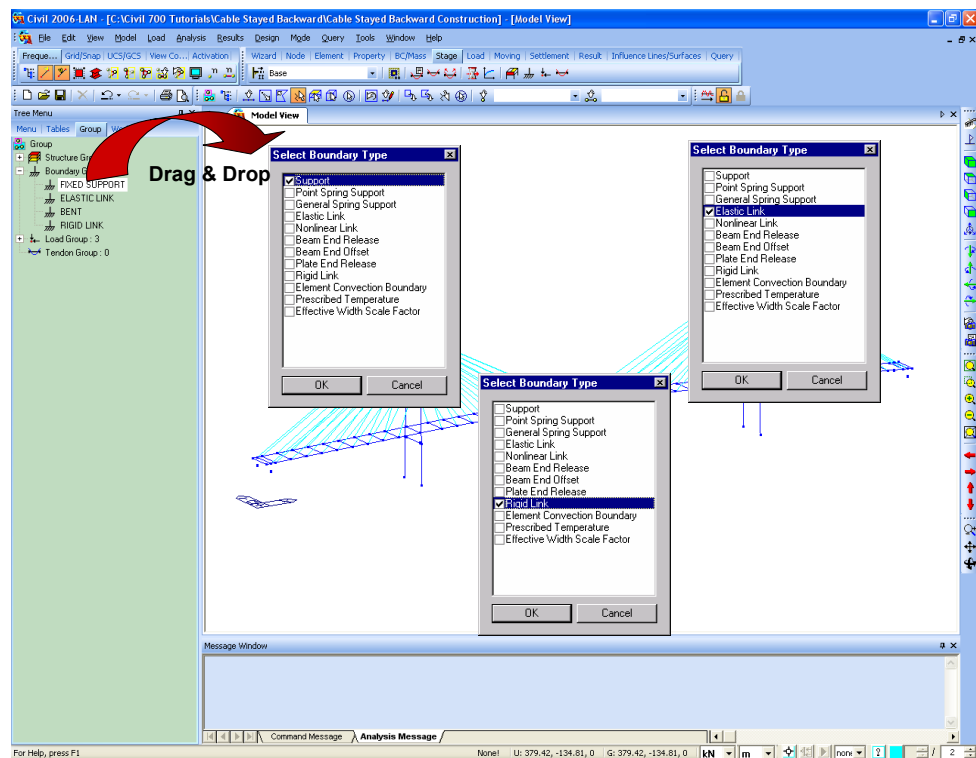 Civil 2006-LAN - [C:\Civil 700 Tutorials\Cable Stayed Backward\Cable Stayed Backward Construction] - [Model View]
File Edit View Model Load Analysis Results Design Mode Query Tools Window Help
Freque... Grid/Snap UCS/GCS View Co... Activation Wizard Node Element Property BC/Mass Stage Load Moving Settlement Result Influence Lines/Surfaces Query
Base
Tree Menu
Menu Tables Group
Model View
Group
Structure
Boundary
FIXED SUPPORT
ELASTIC LINK
BENT
RIGID LINK
Load Group : 3
Tendon Group : 0
Drag & Drop
Select Boundary Type
Support
Point Spring Support
General Spring Support
Elastic Link
Nonlinear Link
Beam End Release
Beam End Offset
Plate End Release
Rigid Link
Element Convection Boundary
Prescribed Temperature
Effective Width Scale Factor
OK Cancel
Select Boundary Type
Support
Point Spring Support
General Spring Support
Elastic Link
Nonlinear Link
Beam End Release
Beam End Offset
Plate End Release
Rigid Link
Element Convection Boundary
Prescribed Temperature
Effective Width Scale Factor
OK Cancel
Select Boundary Type
Support
Point Spring Support
General Spring Support
Elastic Link
Nonlinear Link
Beam End Release
Beam End Offset
Plate End Release
Rigid Link
Element Convection Boundary
Prescribed Temperature
Effective Width Scale Factor
OK Cancel
Message Window
Command Message Analysis Message
For Help, press F1
None! U: 379.42, -134.81, 0 G: 379.42, -134.81, 0 kN m none ? / 2